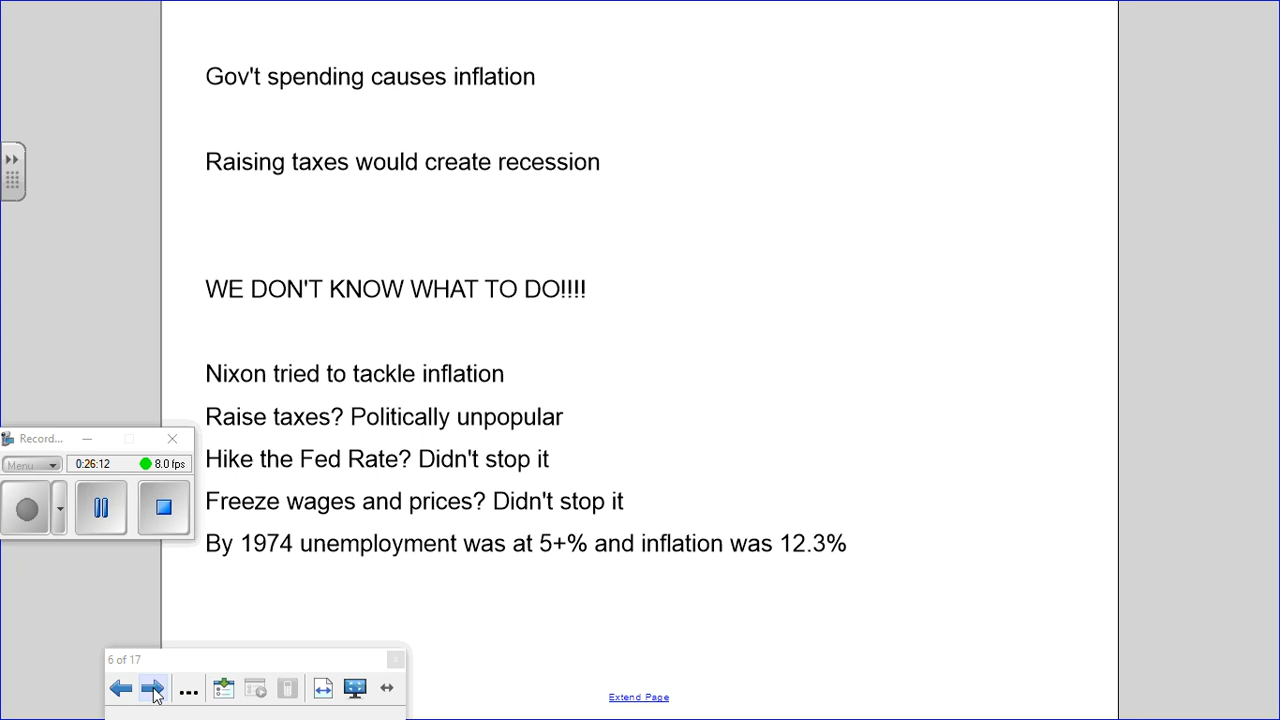 Gov't spending causes inflation
Raising taxes would create recession
WE DON'T KNOW WHAT TO DO!!!!
Nixon tried to tackle inflation
Raise taxes? Politically unpopular
Hike the Fed Rate? Didn't stop it
Freeze wages and prices? Didn't stop it
By 1974 unemployment was at 5+% and inflation was 12.3%
Record...
Menu
0:26:12
8.0 fps
6 of 17
Extend Page